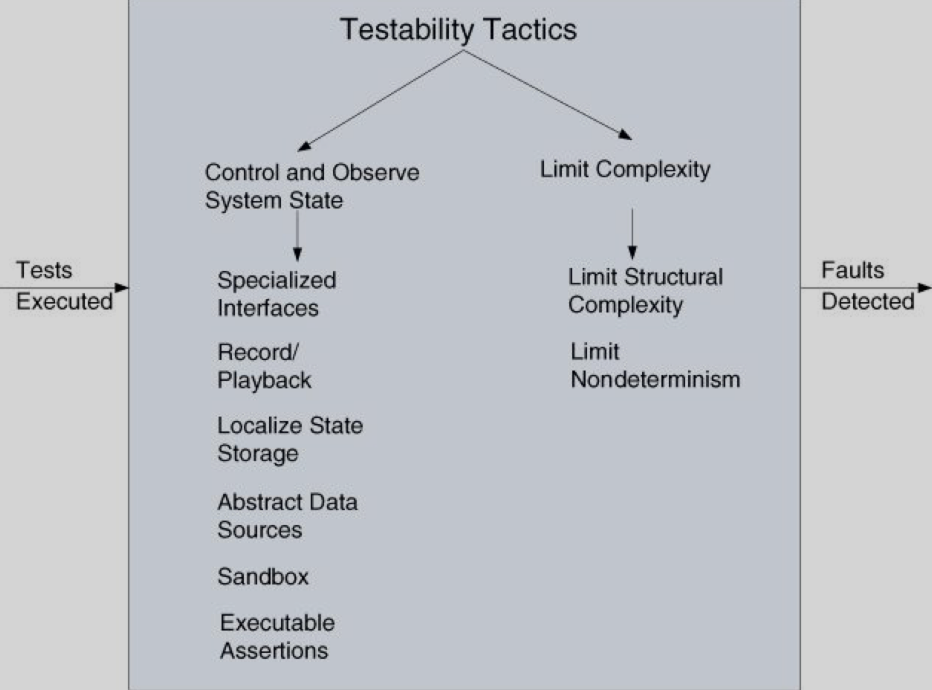 Testability Tactics
Control and Observe
System State
Limit Complexity
Tests
Executed
Specialized
Interfaces
Record/
Playback
Localize State
Storage
Abstract Data
Sources
Sandbox
Executable
Assertions
Limit Structural
Complexity
Limit
Nondeterminism
Faults
Detected